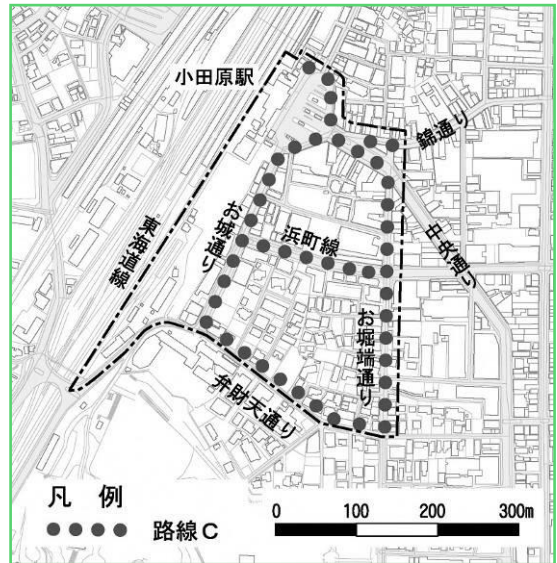 小田原駅
錦通り
東海道線
お城通り
浜町線
中央通り
お堀端通り
弁財天通り
凡 例
路線C
0 100 200 300m